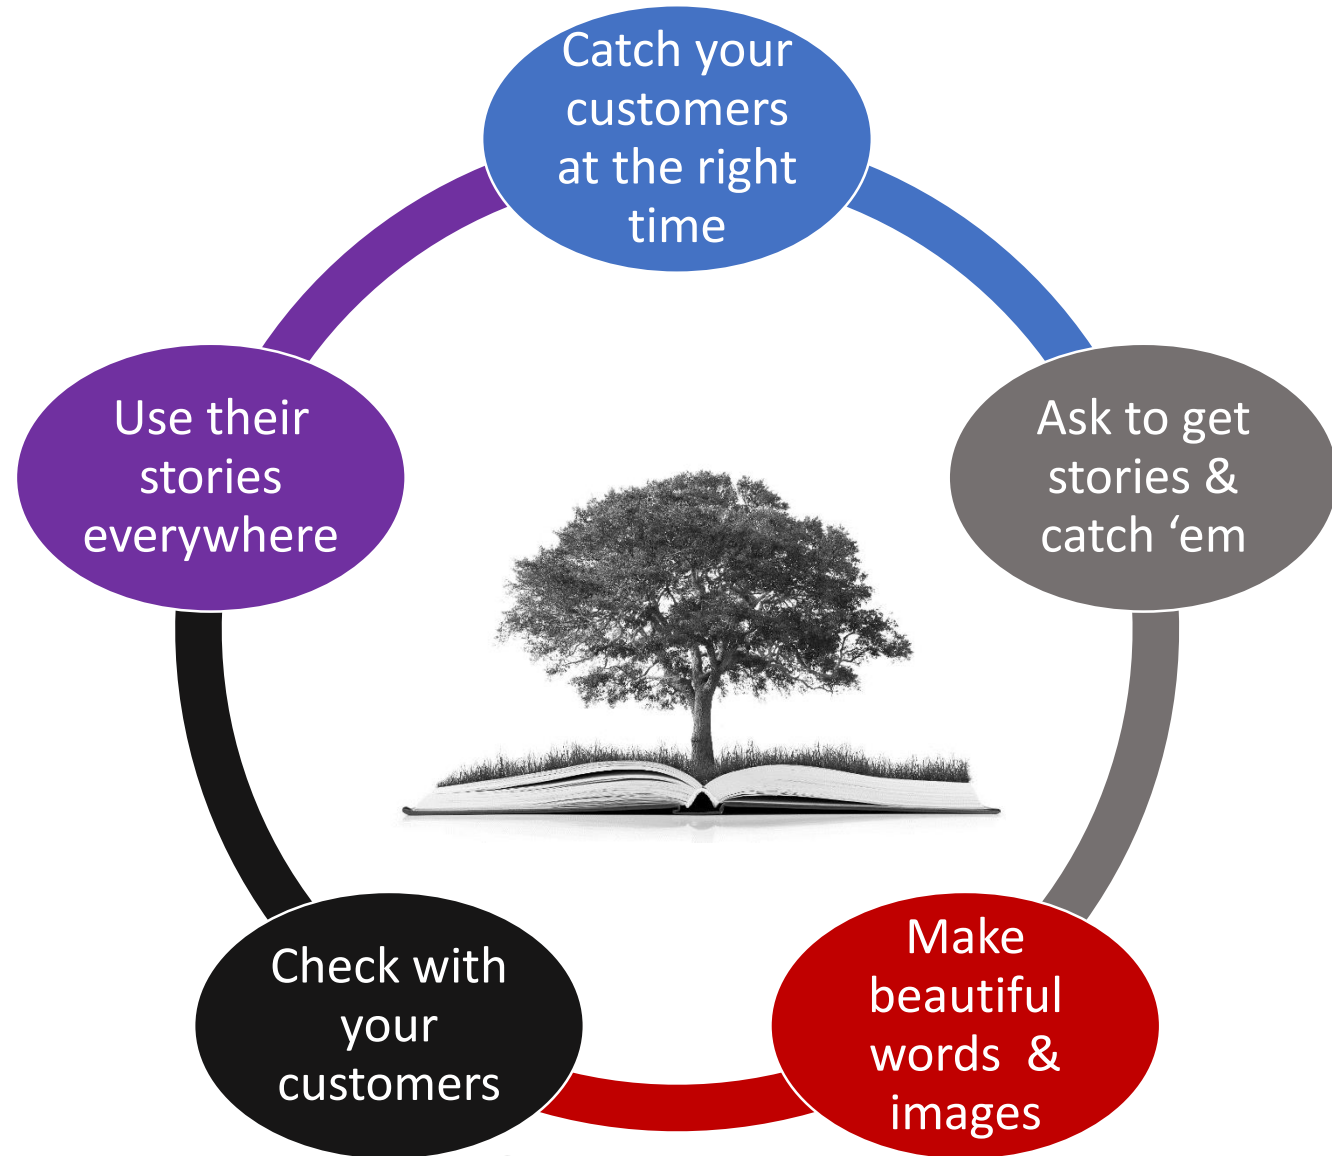 Catch your
customers
at the right
time
Ask to get
stories &
catch ‘em
Make
beautiful
words  &
images
Check with
your
customers
Use their
stories
everywhere